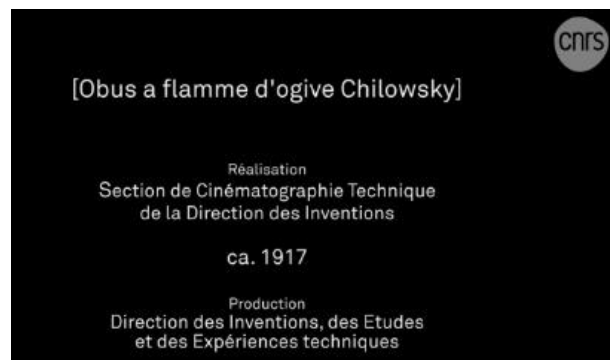 cnrs
[Obus a flamme d'ogive Chilowsky]
Réalisation
Section de Cinématographie Technique
de la Direction des Inventions
ca. 1917
Production
Direction des Inventions, des Etudes
et des Expériences techniques